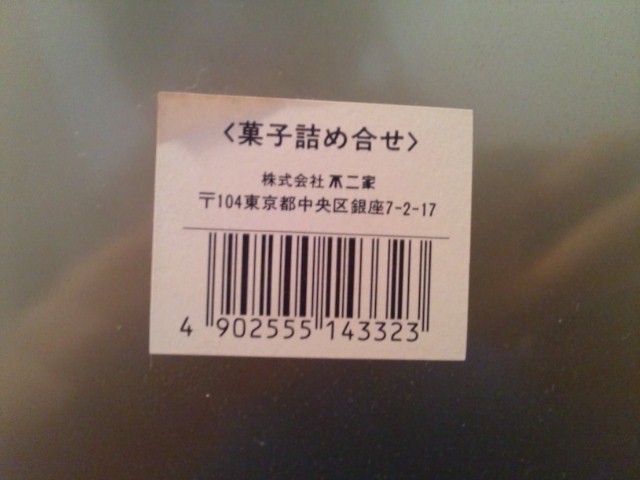 〈菓子詰め合せ〉
株式会社 不二家
〒104東京都中央区銀座7-2-17
4 902555 143323